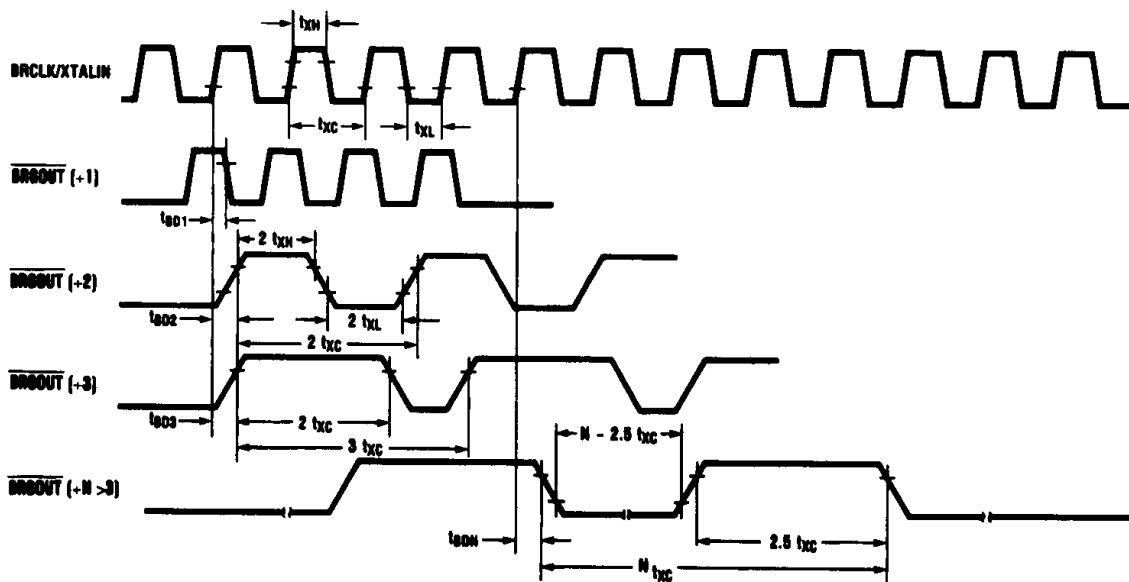 tXH
BRCLK/XTALIN
tXC
tXL
BRGOUT (÷1)
tBD1
2 tXH
BRGOUT (÷2)
tBD2
2 tXL
2 tXC
BRGOUT (÷3)
tBD3
2 tXC
3 tXC
N - 2.5 tXC
BRGOUT (÷N >3)
tBDN
2.5 tXC
N tXC